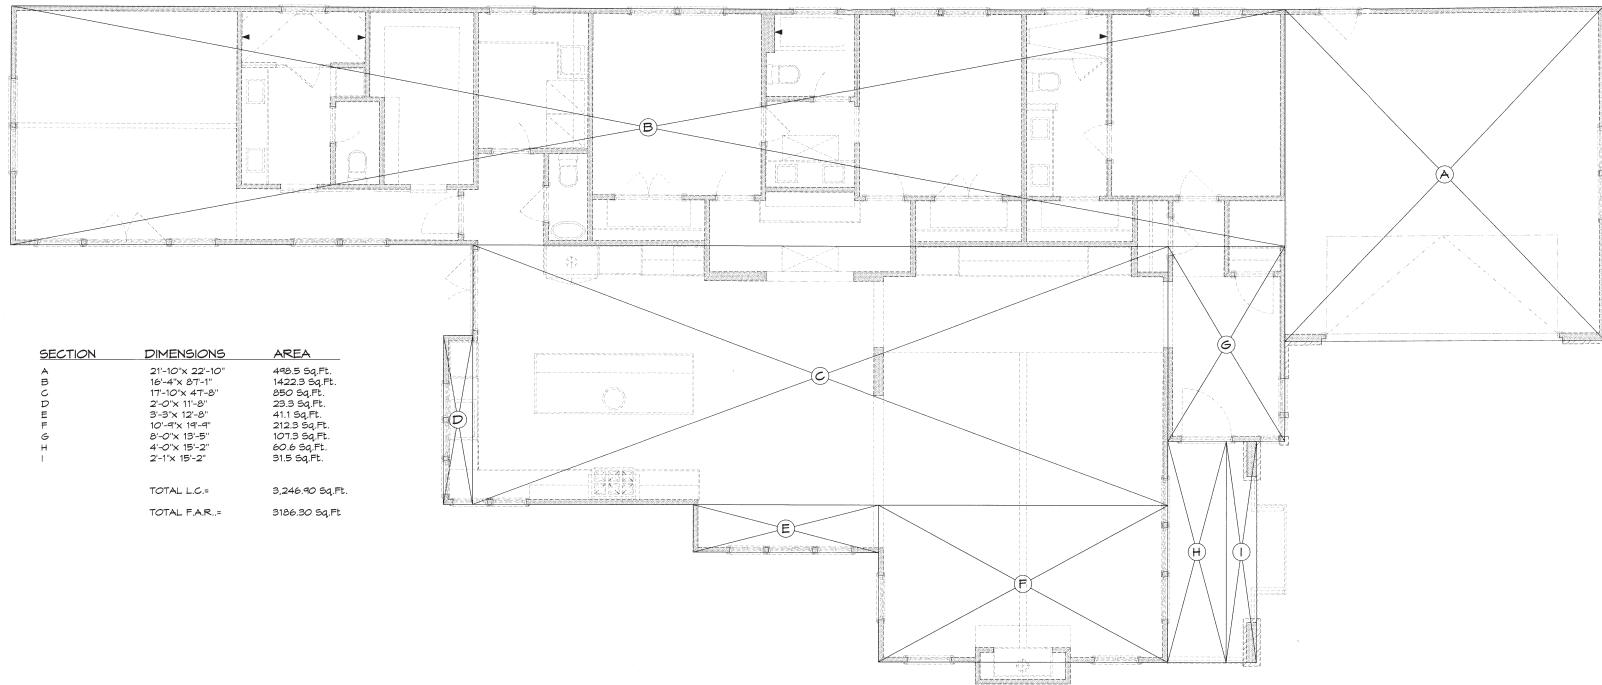 B
A
G
C
D
E
H
I
F
SECTION DIMENSIONS AREA
A 21'-10"x 22'-10" 498.5 Sq.Ft.
B 16'-4"x 87'-1" 1422.3 Sq.Ft.
C 17'-10"x 47'-8" 850 Sq.Ft.
D 2'-0"x 11'-8" 23.3 Sq.Ft.
E 3'-3"x 12'-8" 41.1 Sq.Ft.
F 10'-9"x 19'-9" 212.3 Sq.Ft.
G 8'-0"x 13'-5" 107.3 Sq.Ft.
H 4'-0"x 15'-2" 60.6 Sq.Ft.
I 2'-1"x 15'-2" 31.5 Sq.Ft.
TOTAL L.C.= 3,246.90 Sq.Ft.
TOTAL F.A.R..= 3186.30 Sq.Ft